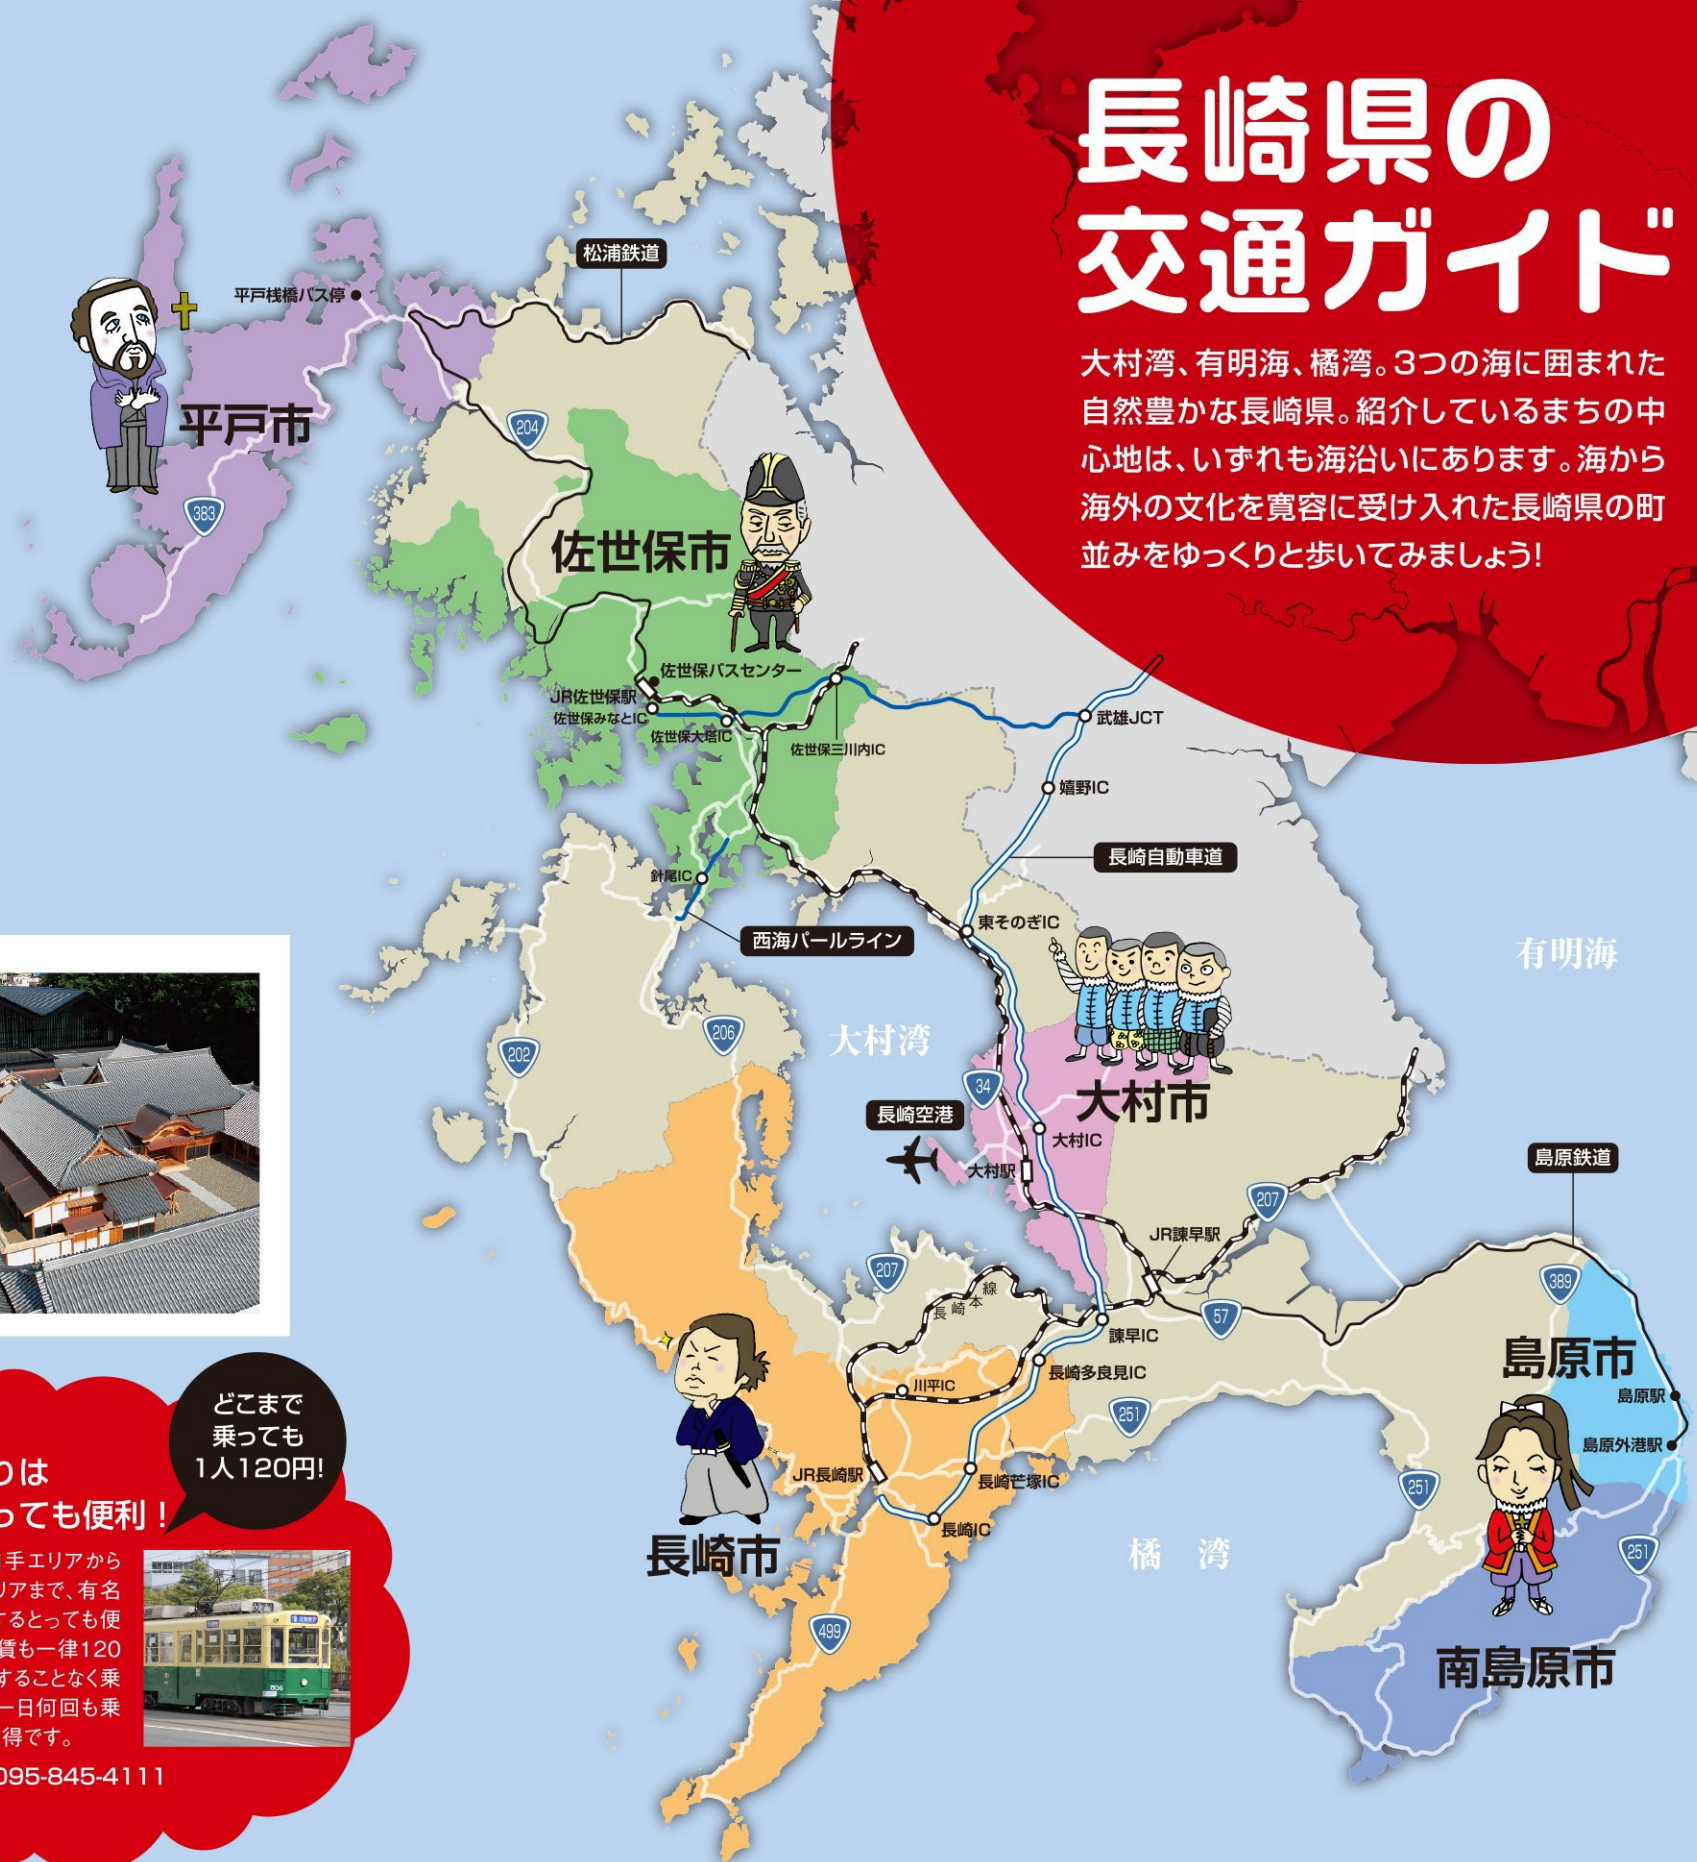 長崎県の
交通ガイド
大村湾、有明海、橘湾。3つの海に囲まれた
自然豊かな長崎県。紹介しているまちの中
心地は、いずれも海沿いにあります。海から
海外の文化を寛容に受け入れた長崎県の町
並みをゆっくりと歩いてみましょう!
松浦鉄道
平戸桟橋バス停
平戸市
204
383
佐世保市
佐世保バスセンター
JR佐世保駅
佐世保みなとIC
佐世保大塔IC
佐世保三川内IC
武雄JCT
嬉野IC
長崎自動車道
針尾IC
東そのぎIC
西海パールライン
有明海
大村湾
206
202
34
大村市
長崎空港
大村IC
大村駅
島原鉄道
207
JR諫早駅
207
389
長崎本線
57
諫早IC
島原市
長崎多良見IC
川平IC
島原駅
251
島原外港駅
JR長崎駅
長崎芒塚IC
251
長崎IC
長崎市
橘湾
251
499
南島原市
どこまで
乗っても
1人120円!
りは
っても便利!
手エリアから
リアまで、有名
するとっても便
賃も一律120
することなく乗
一日何回も乗
得です。
095-845-4111